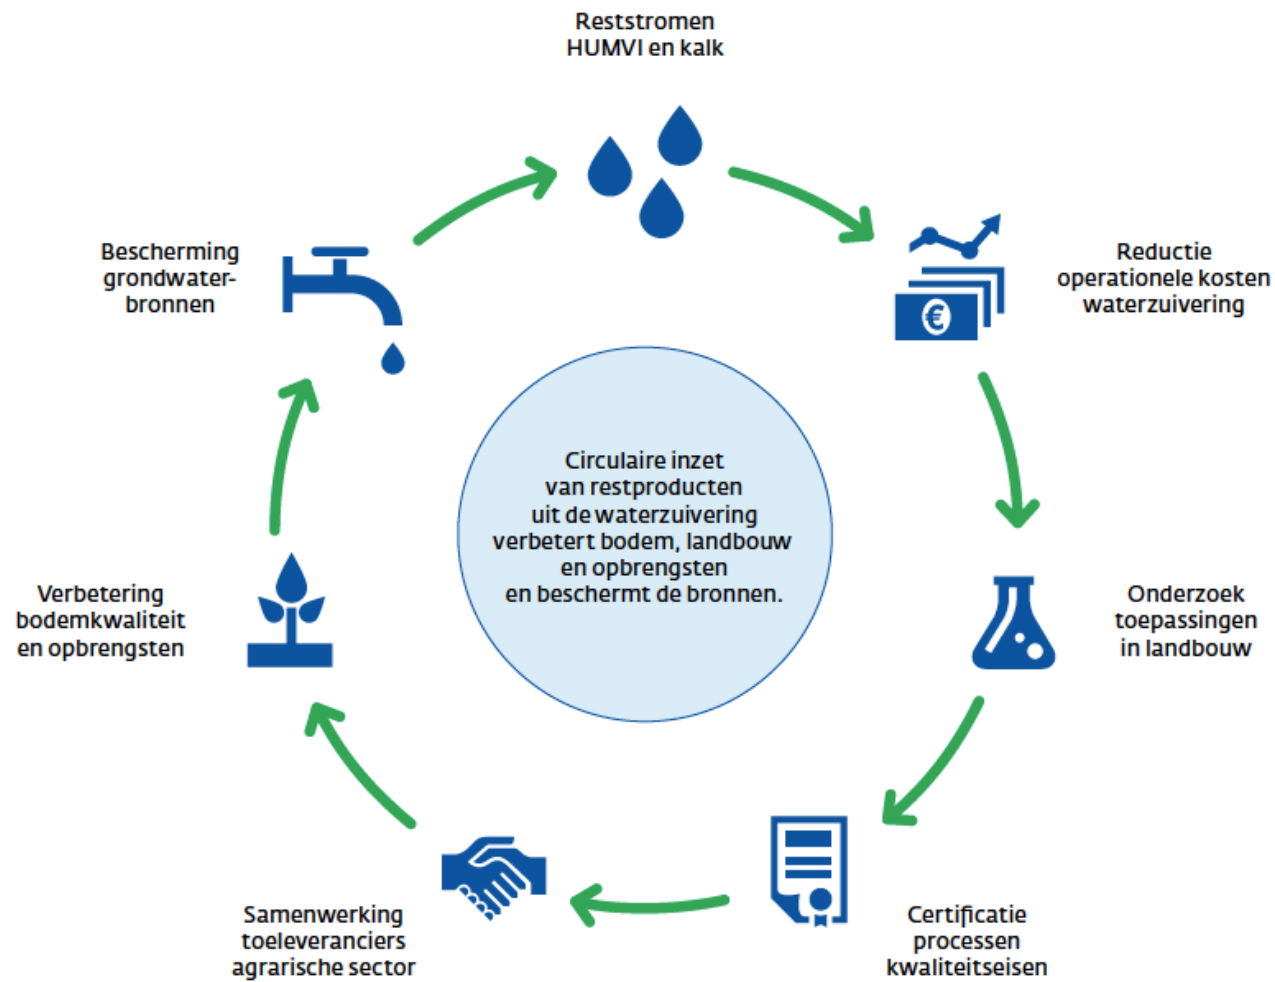 Reststromen
HUMVI en kalk
Reductie
operationele kosten
waterzuivering
Onderzoek
toepassingen
in landbouw
Certificatie
processen
kwaliteitseisen
Samenwerking
toeleveranciers
agrarische sector
Verbetering
bodemkwaliteit
en opbrengsten
Bescherming
grondwater-
bronnen
Circulaire inzet
van restproducten
uit de waterzuivering
verbetert bodem, landbouw
en opbrengsten
en beschermt de bronnen.
€